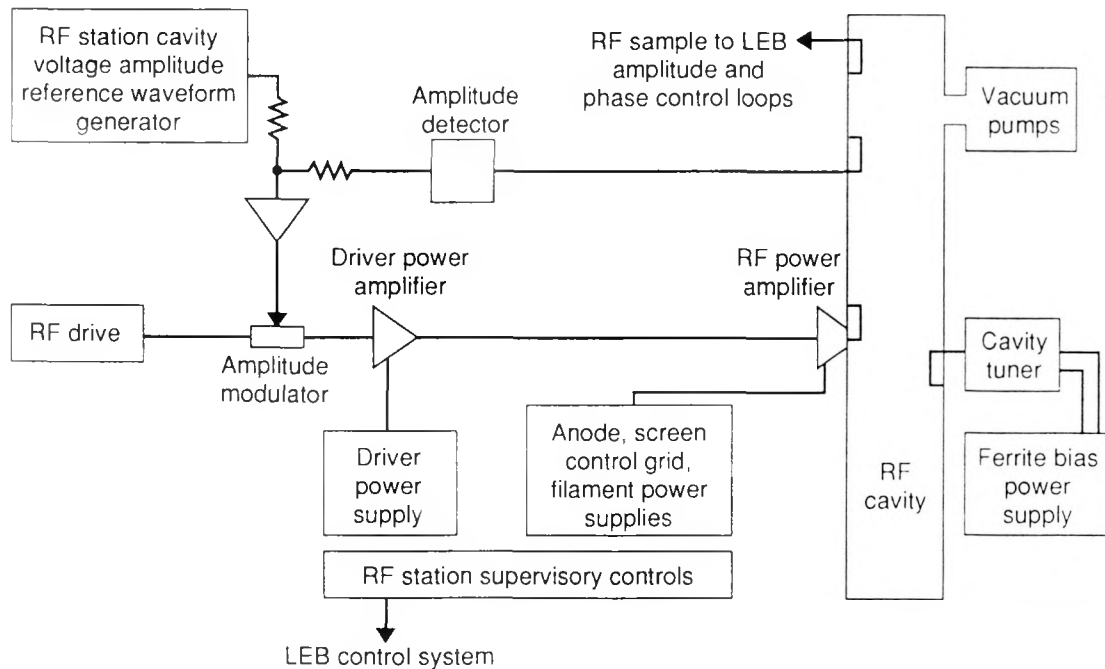 RF station cavity
voltage amplitude
reference waveform
generator
RF sample to LEB
amplitude and
phase control loops
Vacuum
pumps
Amplitude
detector
Driver power
amplifier
RF power
amplifier
RF drive
Amplitude
modulator
Cavity
tuner
Driver
power
supply
Anode, screen
control grid,
filament power
supplies
RF
cavity
Ferrite bias
power
supply
RF station supervisory controls
LEB control system